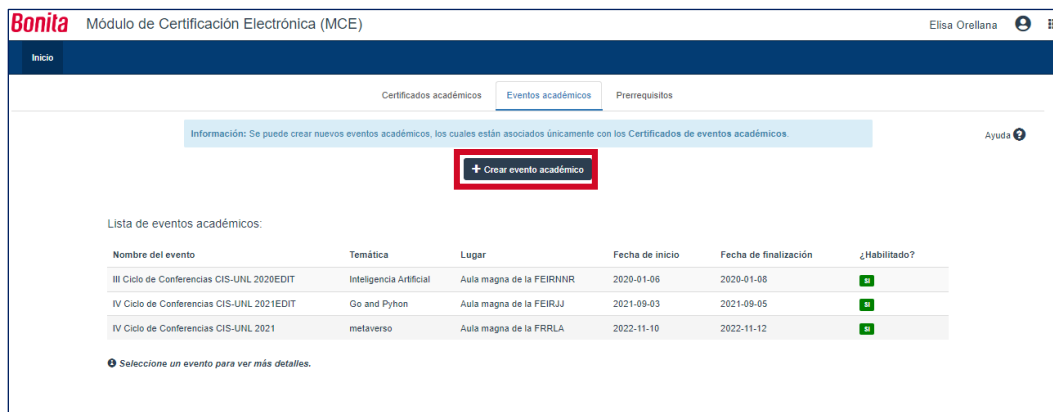 Bonita Módulo de Certificación Electrónica (MCE) Elisa Orellana
Inicio
Certificados académicos Eventos académicos Prerrequisitos
Información: Se puede crear nuevos eventos académicos, los cuales están asociados únicamente con los Certificados de eventos académicos.
Ayuda ?
+ Crear evento académico
Lista de eventos académicos:
Nombre del evento Temática Lugar Fecha de inicio Fecha de finalización ¿Habilitado?
III Ciclo de Conferencias CIS-UNL 2020EDIT Inteligencia Artificial Aula magna de la FEIRNNR 2020-01-06 2020-01-08 SI
IV Ciclo de Conferencias CIS-UNL 2021EDIT Go and Pyhon Aula magna de la FEIRJJ 2021-09-03 2021-09-05 SI
IV Ciclo de Conferencias CIS-UNL 2021 metaverso Aula magna de la FRRLA 2022-11-10 2022-11-12 SI
Seleccione un evento para ver más detalles.